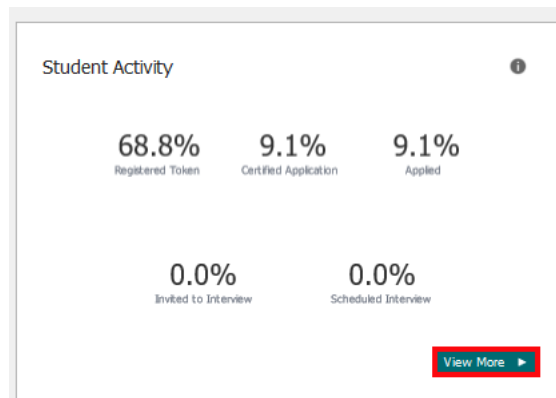 Student Activity
68.8% 9.1% 9.1%
Registered Token Certified Application Applied
0.0% 0.0%
Invited to Interview Scheduled Interview
View More